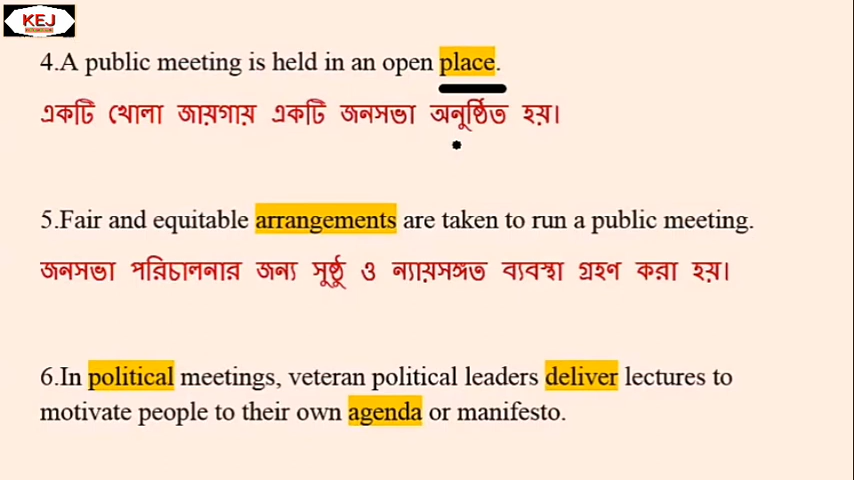 KEJ
4.A public meeting is held in an open place.
একটি খোলা জায়গায় একটি জনসভা অনুষ্ঠিত হয়।
5.Fair and equitable arrangements are taken to run a public meeting.
জনসভা পরিচালনার জন্য সুষ্ঠু ও ন্যায়সঙ্গত ব্যবস্থা গ্রহণ করা হয়।
6.In political meetings, veteran political leaders deliver lectures to
motivate people to their own agenda or manifesto.